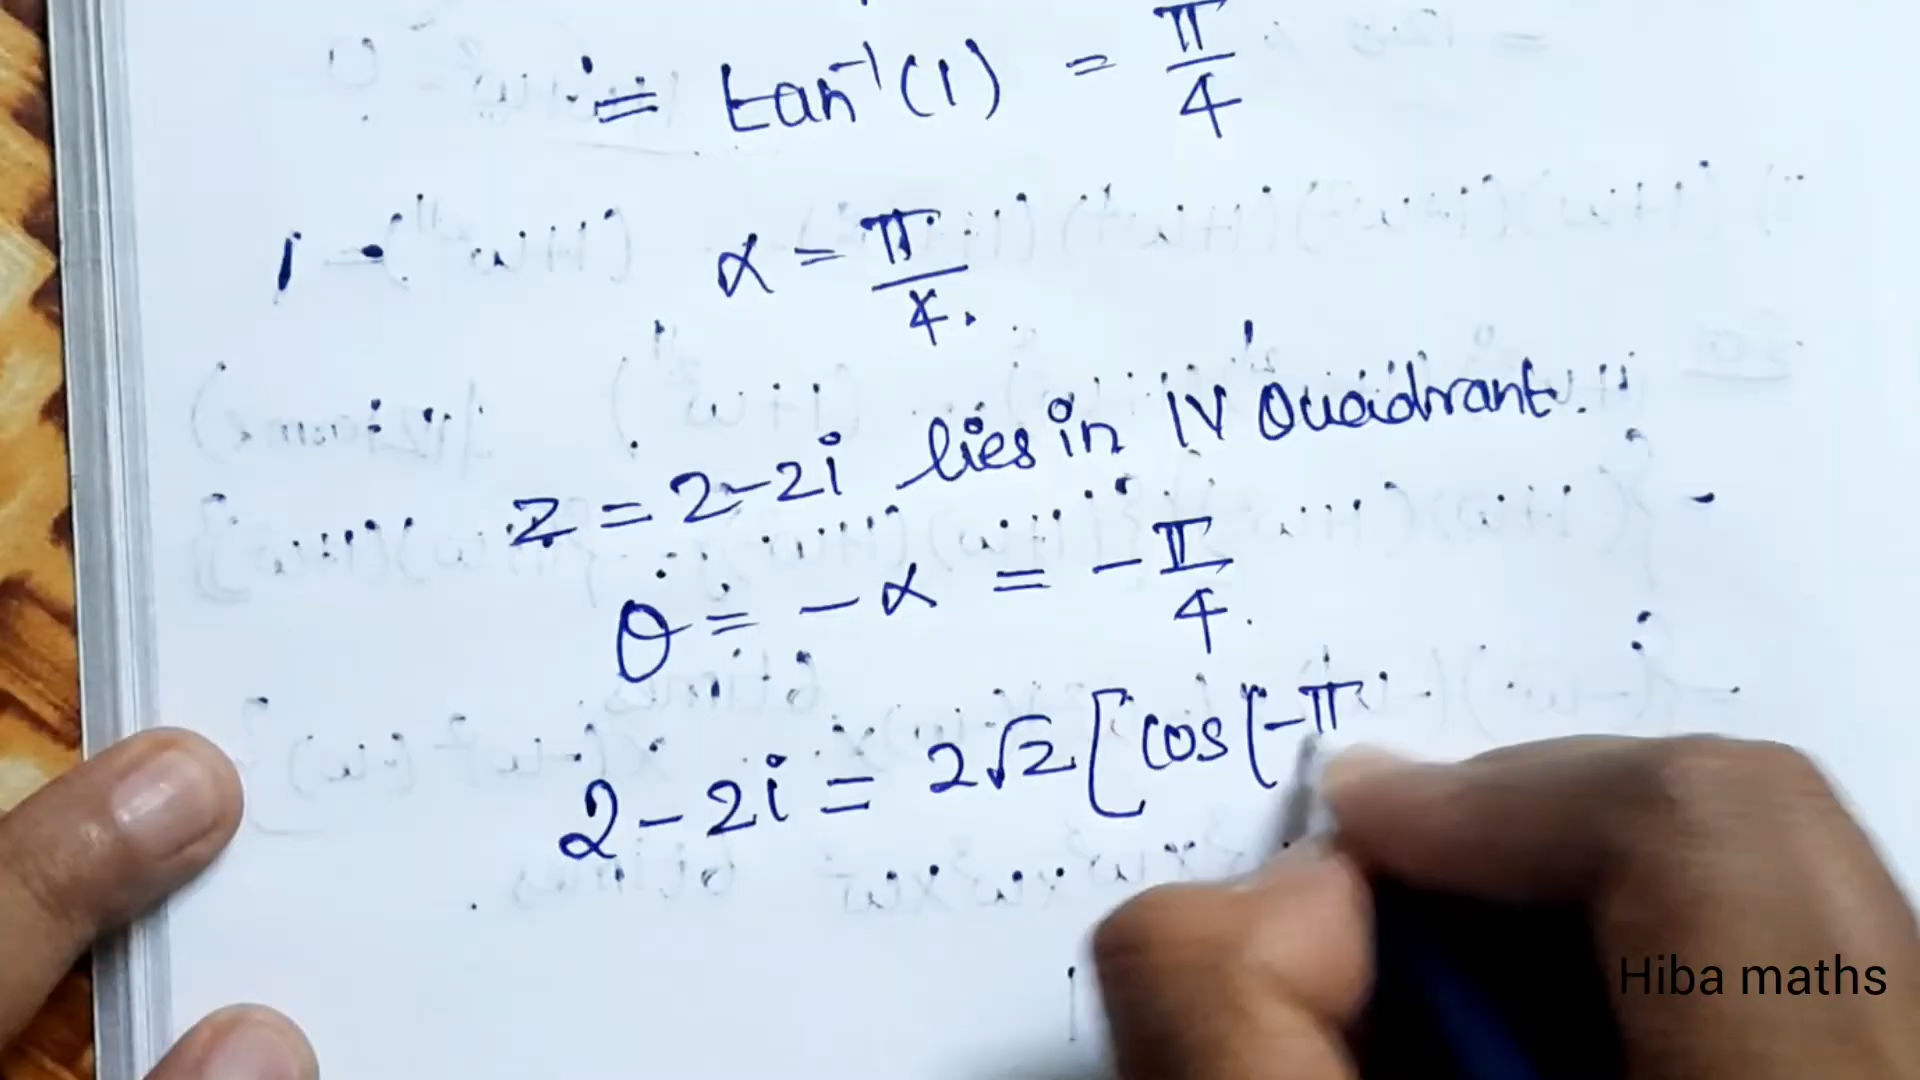 = tan⁻¹(1) = π/4
α = π/4.
z = 2-2i lies in IV Quadrant.
θ = -α = -π/4.
2-2i = 2√2[cos(-π
Hiba maths